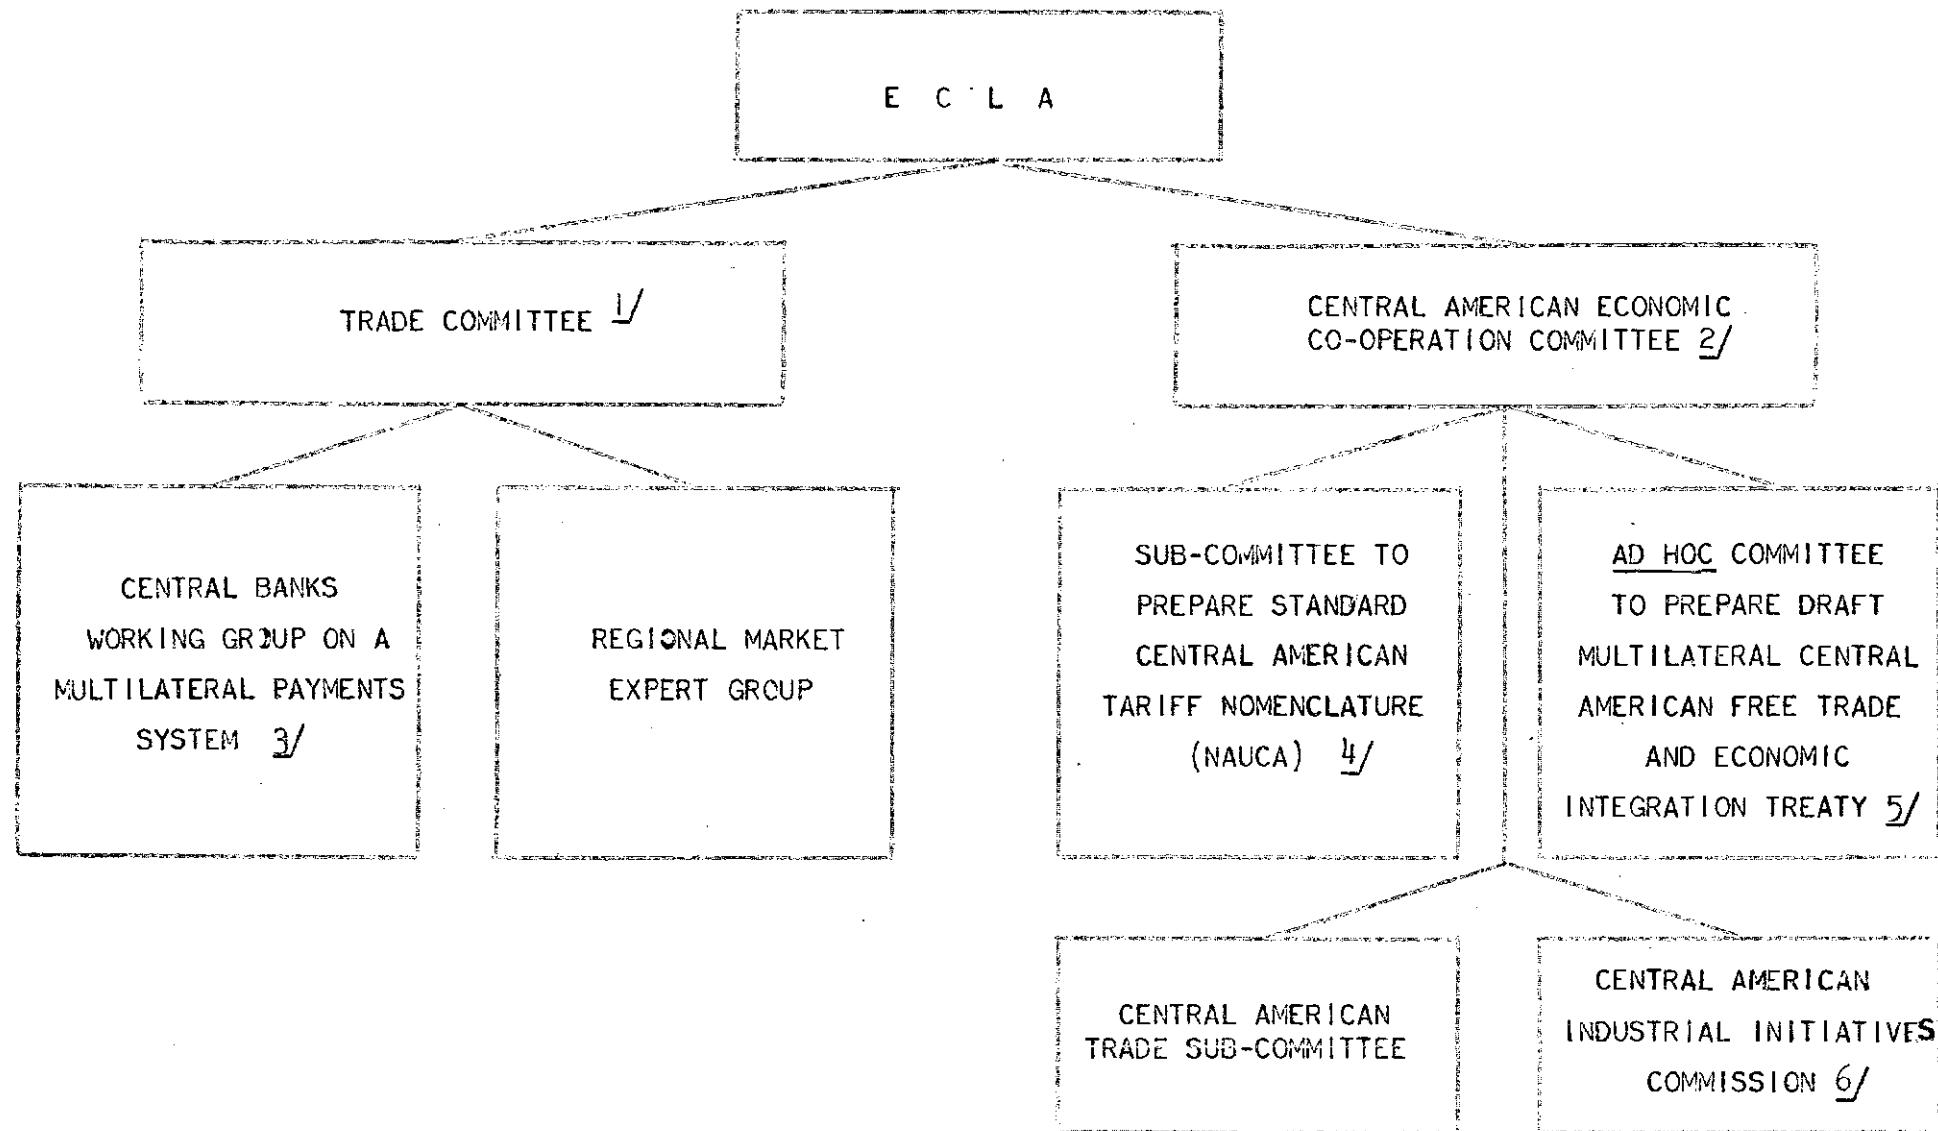 E C L A
TRADE COMMITTEE 1/
CENTRAL AMERICAN ECONOMIC
CO-OPERATION COMMITTEE 2/
CENTRAL BANKS
WORKING GROUP ON A
MULTILATERAL PAYMENTS
SYSTEM 3/
REGIONAL MARKET
EXPERT GROUP
SUB-COMMITTEE TO
PREPARE STANDARD
CENTRAL AMERICAN
TARIFF NOMENCLATURE
(NAUCA) 4/
AD HOC COMMITTEE
TO PREPARE DRAFT
MULTILATERAL CENTRAL
AMERICAN FREE TRADE
AND ECONOMIC
INTEGRATION TREATY 5/
CENTRAL AMERICAN
TRADE SUB-COMMITTEE
CENTRAL AMERICAN
INDUSTRIAL INITIATIVES
COMMISSION 6/